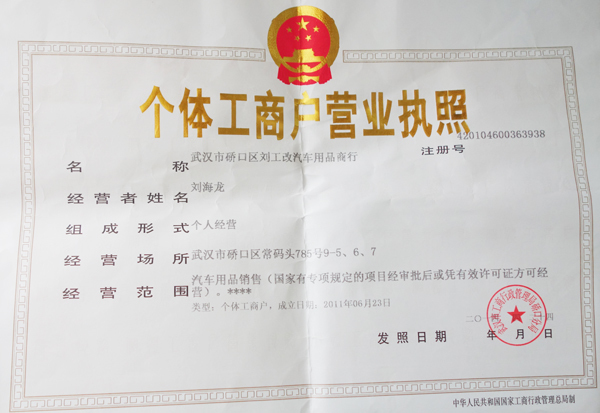 个体工商户营业执照
420104600363938
注册号
名称 武汉市硚口区刘工改汽车用品商行
经营者姓名 刘海龙
组成形式 个人经营
经营场所 武汉市硚口区常码头785号9-5、6、7
经营范围 汽车用品销售（国家有专项规定的项目经审批后或凭有效许可证方可经
营）。****
类型：个体工商户，成立日期：2011年06月23日
发照日期 年 月 日
中华人民共和国国家工商行政管理总局制